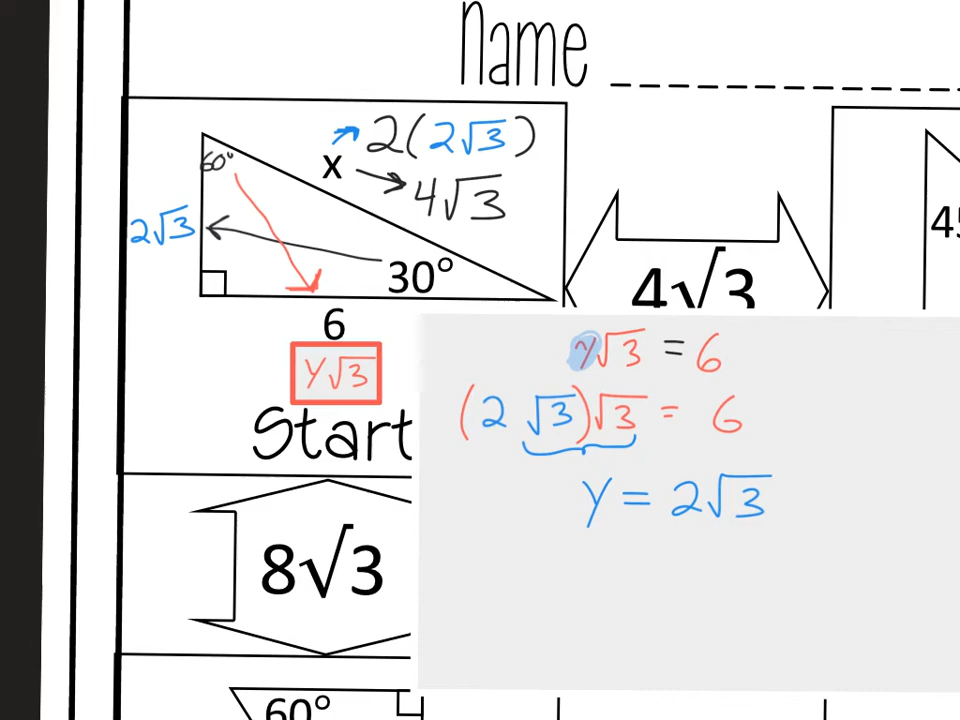 Name
60°
x
2(2√3)
4√3
2√3
30°
6
y√3
4√3
Start
y√3 = 6
(2 √3)√3 = 6
y = 2√3
8√3
60°